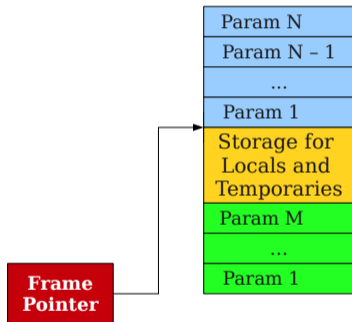 Param N
Param N – 1
...
Param 1
Storage for
Locals and
Temporaries
Param M
...
Param 1
Frame
Pointer